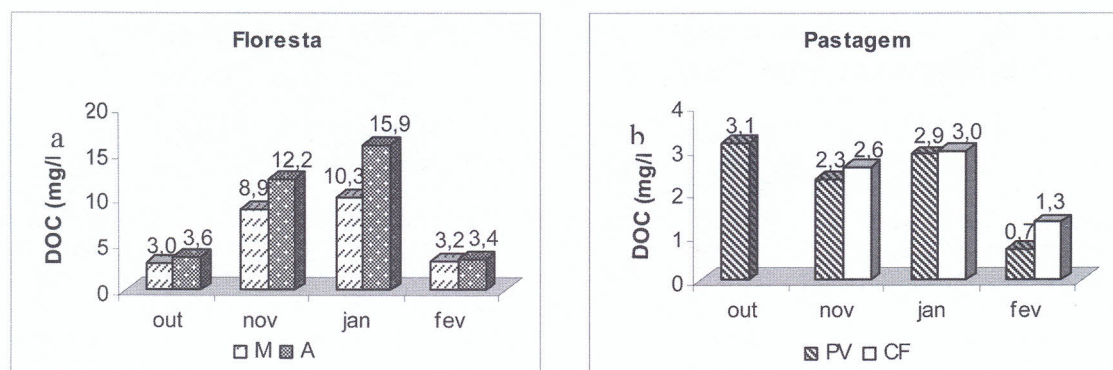 Floresta
DOC (mg/l) a
20
15
10
5
0
3,0 3,6 8,9 12,2 10,3 15,9 3,2 3,4
out nov jan fev
M A
Pastagem
DOC (mg/l) b
4
3
2
1
0
3,1 2,3 2,6 2,9 3,0 0,7 1,3
out nov jan fev
PV CF